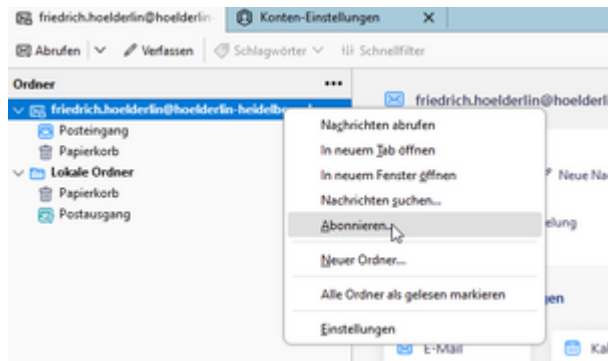 friedrich.hoelderlin@hoelderlin- Konten-Einstellungen
Abrufen Verfassen Schlagwörter Schnellfilter
Ordner
friedrich.hoelderlin@hoelderlin-heidelbe
friedrich.hoelderlin@hoelderl
Posteingang
Papierkorb
Lokale Ordner
Papierkorb
Postausgang
Nachrichten abrufen
In neuem Tab öffnen
In neuem Fenster öffnen
Nachrichten suchen...
Abonnieren...
Neuer Ordner...
Alle Ordner als gelesen markieren
Einstellungen
Neue Na
elung
en
E-Mail
Kal